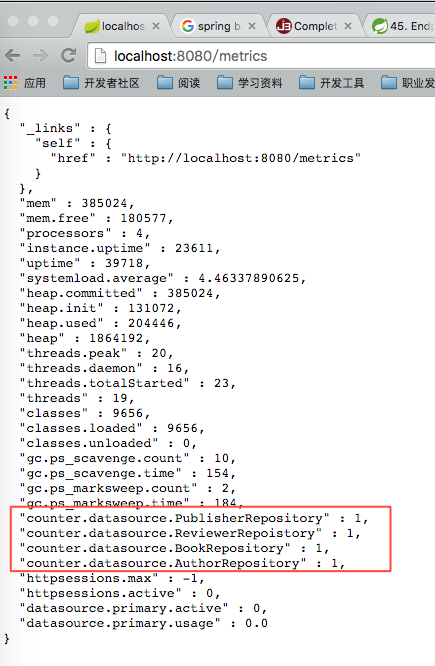 localhos
spring b
Complet
45. Endp
localhost:8080/metrics
应用 开发者社区 阅读 学习资料 开发工具 职业发
{
"_links" : {
"self" : {
"href" : "http://localhost:8080/metrics"
}
},
"mem" : 385024,
"mem.free" : 180577,
"processors" : 4,
"instance.uptime" : 23611,
"uptime" : 39718,
"systemload.average" : 4.46337890625,
"heap.committed" : 385024,
"heap.init" : 131072,
"heap.used" : 204446,
"heap" : 1864192,
"threads.peak" : 20,
"threads.daemon" : 16,
"threads.totalStarted" : 23,
"threads" : 19,
"classes" : 9656,
"classes.loaded" : 9656,
"classes.unloaded" : 0,
"gc.ps_scavenge.count" : 10,
"gc.ps_scavenge.time" : 154,
"gc.ps_marksweep.count" : 2,
"gc.ps_marksweep.time" : 184,
"counter.datasource.PublisherRepository" : 1,
"counter.datasource.ReviewerRepoistory" : 1,
"counter.datasource.BookRepository" : 1,
"counter.datasource.AuthorRepository" : 1,
"httpsessions.max" : -1,
"httpsessions.active" : 0,
"datasource.primary.active" : 0,
"datasource.primary.usage" : 0.0
}